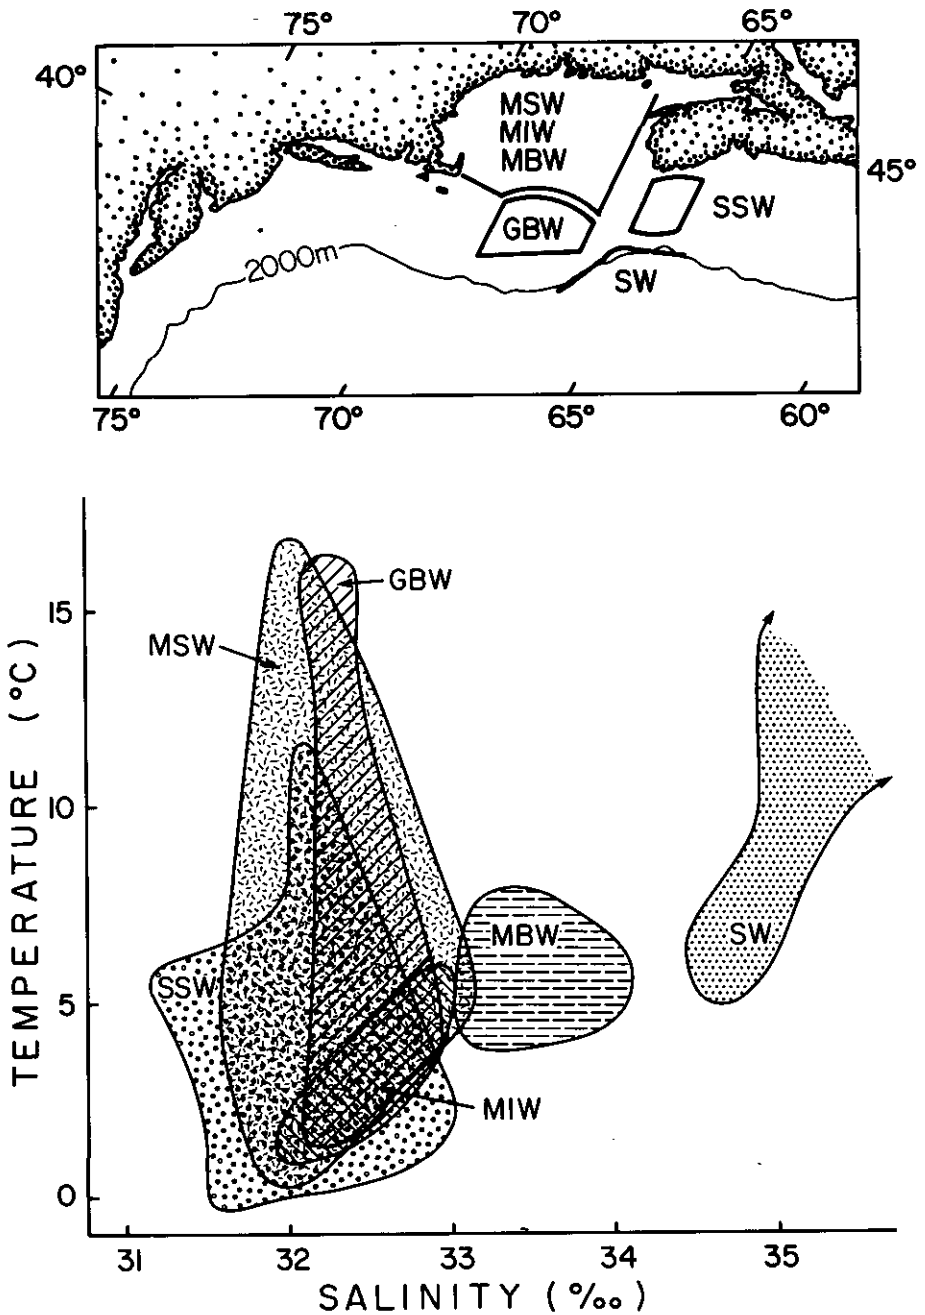 75° 70° 65°
40°
MSW
MIW
MBW
45°
GBW
SSW
2000m
SW
75° 70° 65° 60°
GBW
15
MSW
TEMPERATURE (°C)
10
MBW
SW
SSW
5
MIW
0
31 32 33 34 35
SALINITY (‰)